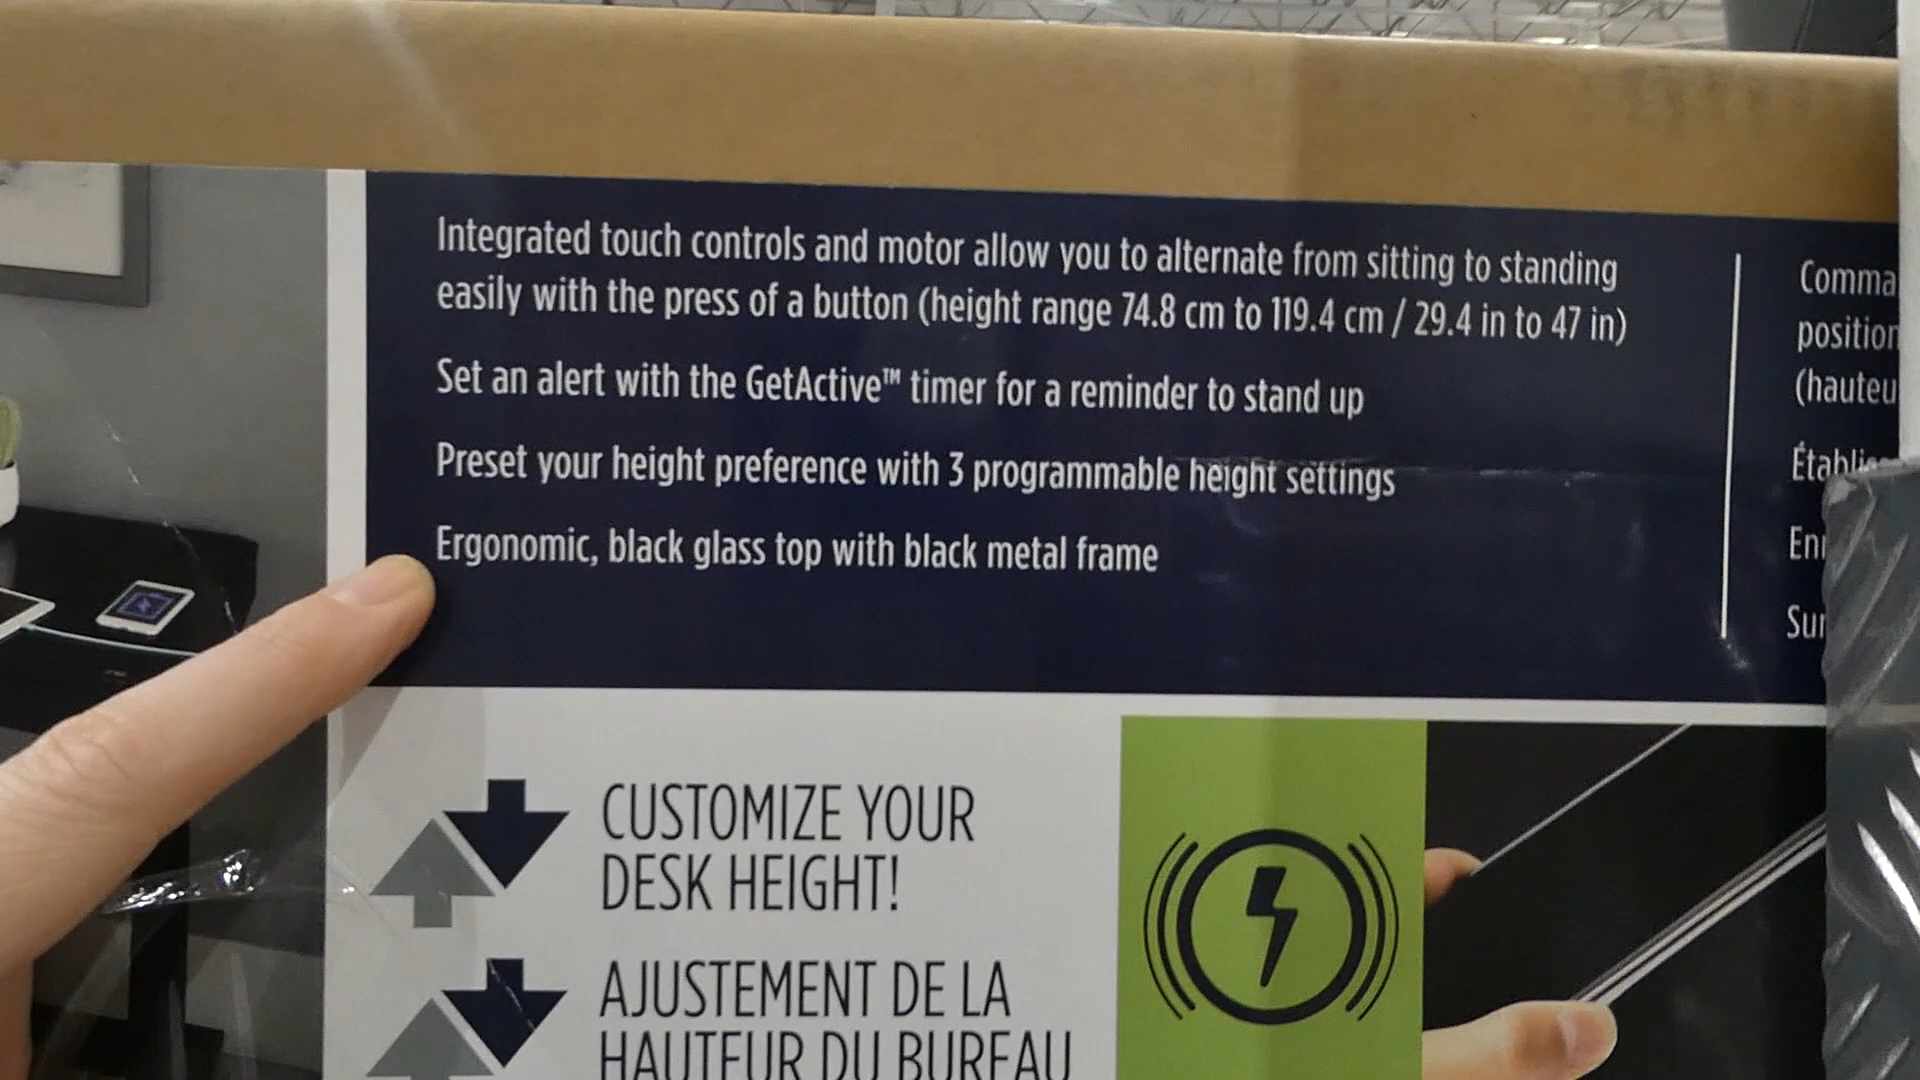 Integrated touch controls and motor allow you to alternate from sitting to standing
easily with the press of a button (height range 74.8 cm to 119.4 cm / 29.4 in to 47 in)
Set an alert with the GetActive™ timer for a reminder to stand up
Preset your height preference with 3 programmable height settings
Ergonomic, black glass top with black metal frame
(hauteu
CUSTOMIZE YOUR
DESK HEIGHT!
AJUSTEMENT DE LA
HAUTEUR DU BUREAU